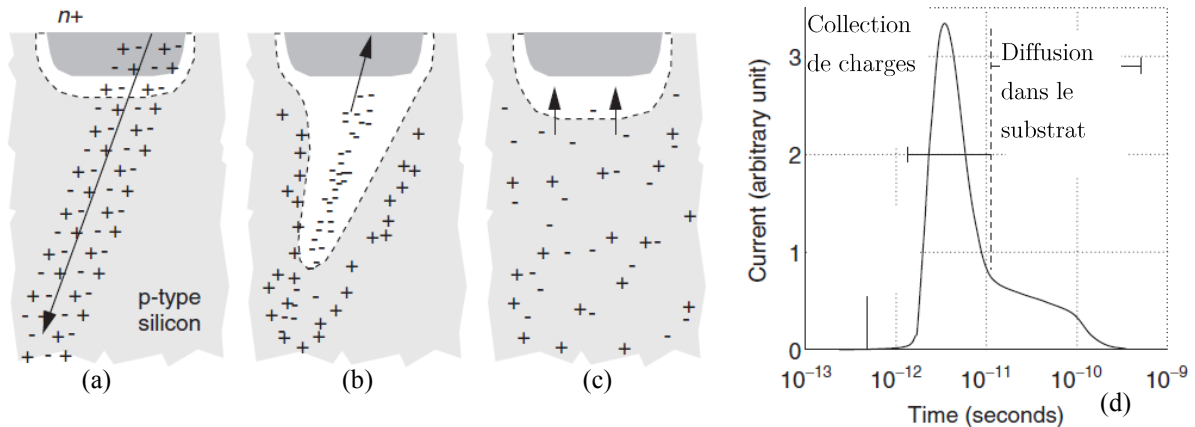 n+
p-type
silicon
(a)
(b)
(c)
Collection
de charges
Diffusion
dans le
substrat
Current (arbitrary unit)
3
2
1
0
10⁻¹³
10⁻¹²
10⁻¹¹
10⁻¹⁰
10⁻⁹
Time (seconds)
(d)